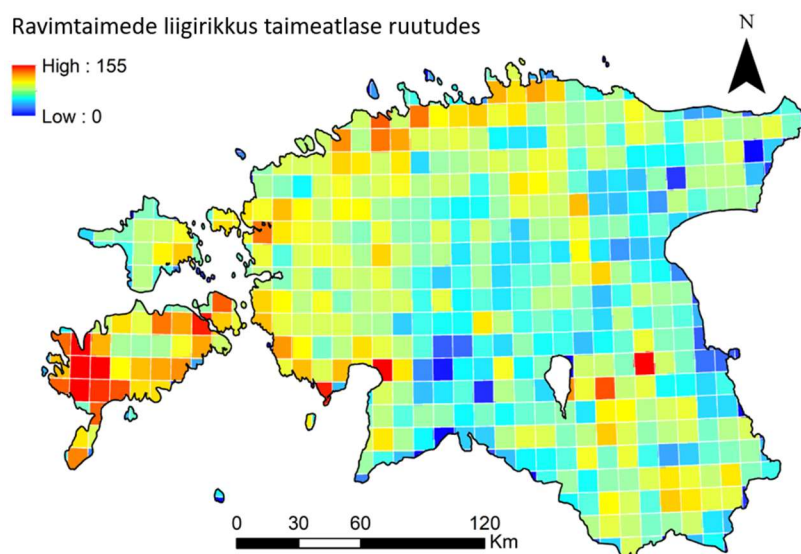 Ravimtaimede liigirikkus taimeatlase ruutudes
High : 155
Low : 0
N
0 30 60 120
Km